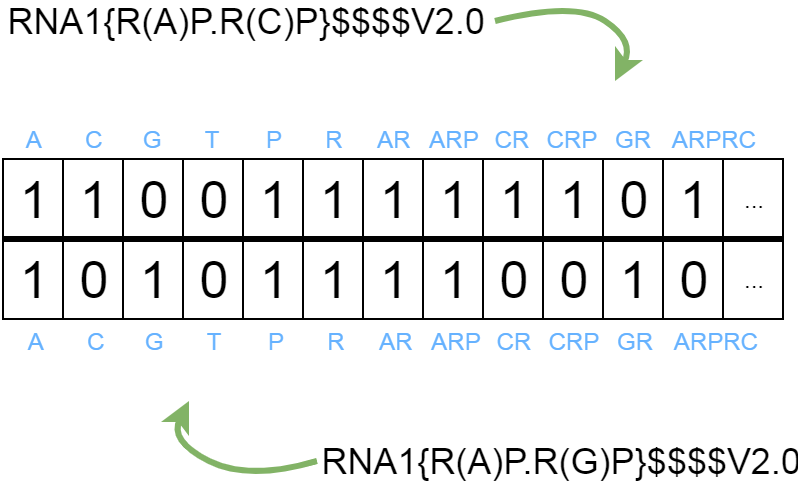 RNA1{R(A)P.R(C)P}$$$$V2.0
A C G T P R AR ARP CR CRP GR ARPRC
1 1 0 0 1 1 1 1 1 1 0 1 ...
1 0 1 0 1 1 1 1 0 0 1 0 ...
A C G T P R AR ARP CR CRP GR ARPRC
RNA1{R(A)P.R(G)P}$$$$V2.0